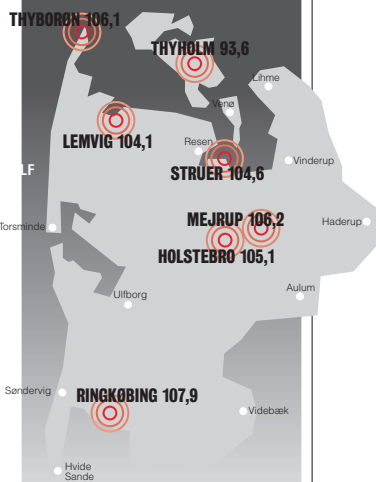 THYBORØN 106,1
THYHOLM 93,6
Lihme
Venø
LEMVIG 104,1
Resen
Vinderup
LF
STRUER 104,6
MEJRUP 106,2
Haderup
Torsminde
HOLSTEBRO 105,1
Aulum
Ulfborg
Søndervig
RINGKØBING 107,9
Videbæk
Hvide
Sande